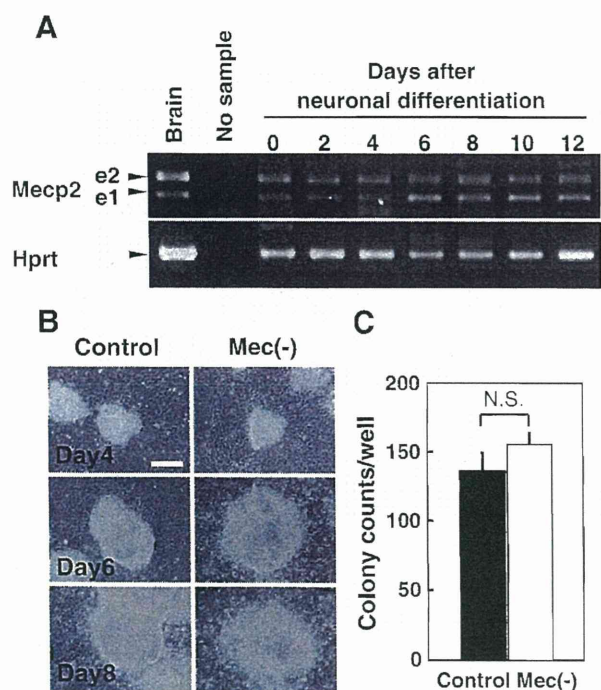 A
Brain
No sample
Days after
neuronal differentiation
0 2 4 6 8 10 12
Mecp2
e2
e1
Hprt
B
Control Mec(-)
Day4
Day6
Day8
C
200
150
100
50
0
N.S.
Colony counts/well
Control Mec(-)